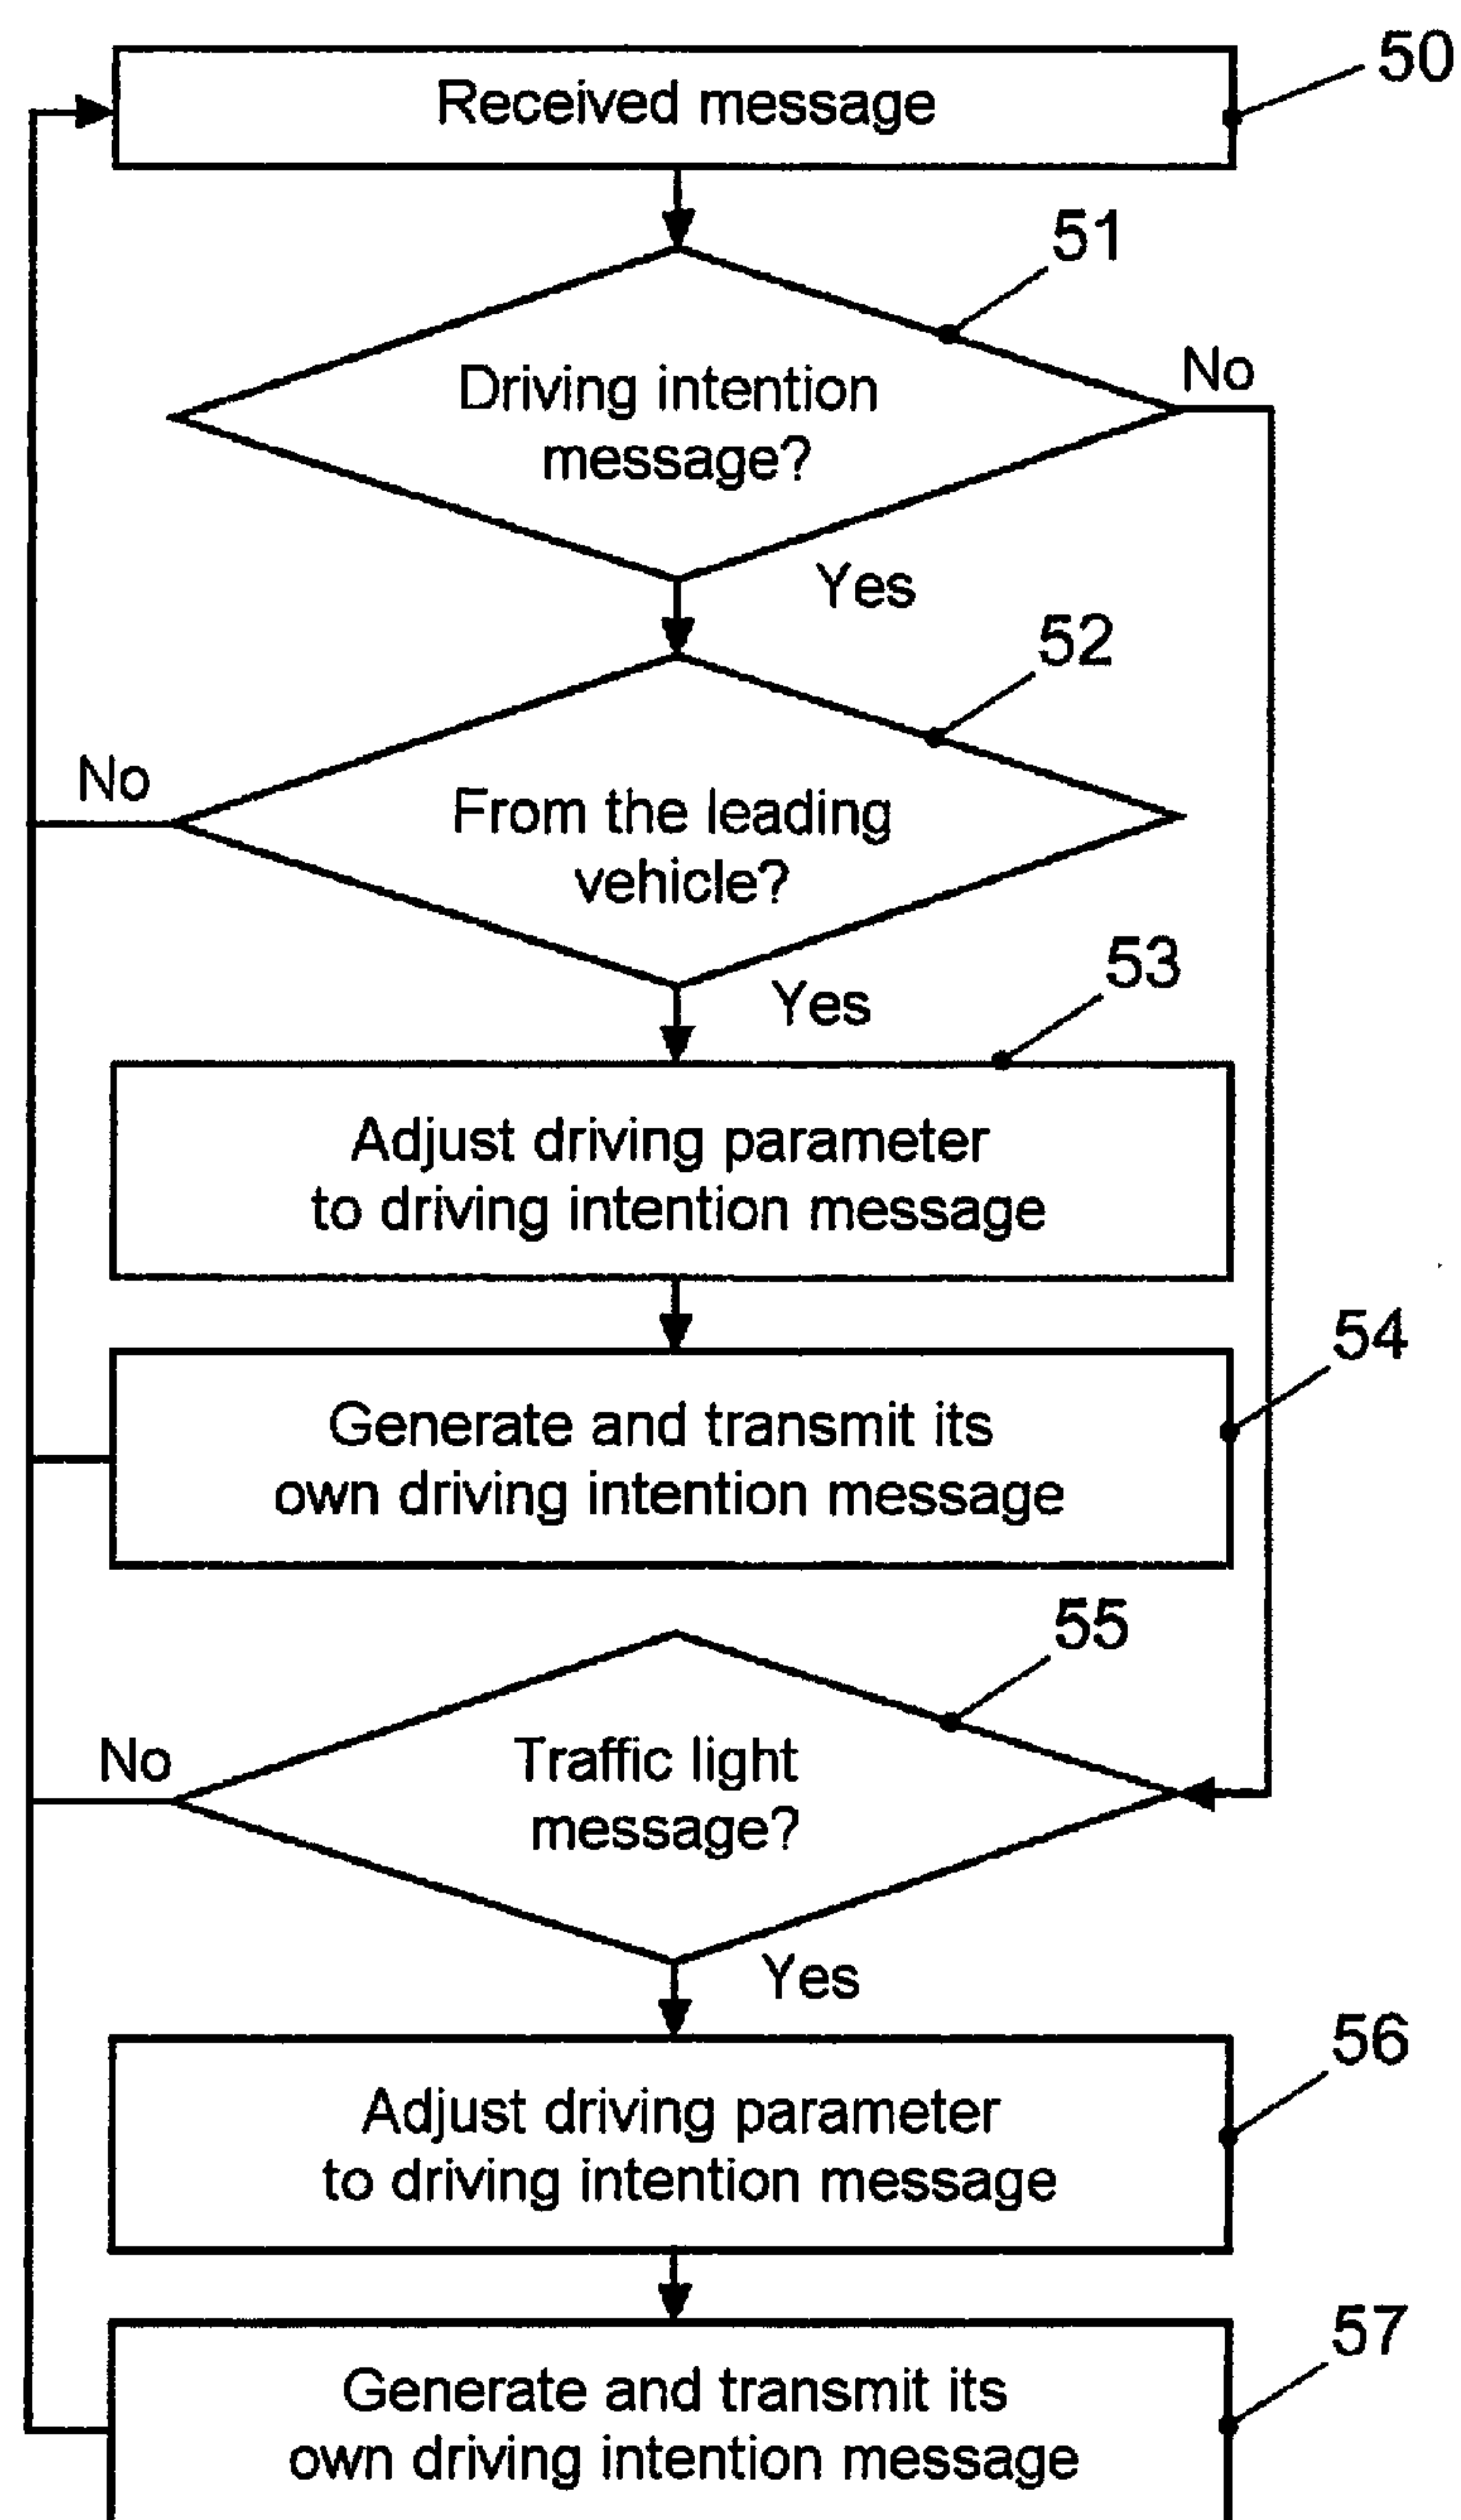 50
Received message
51
Driving intention
message?
No
Yes
52
From the leading
vehicle?
No
Yes
53
Adjust driving parameter
to driving intention message
54
Generate and transmit its
own driving intention message
55
Traffic light
message?
No
Yes
56
Adjust driving parameter
to driving intention message
57
Generate and transmit its
own driving intention message